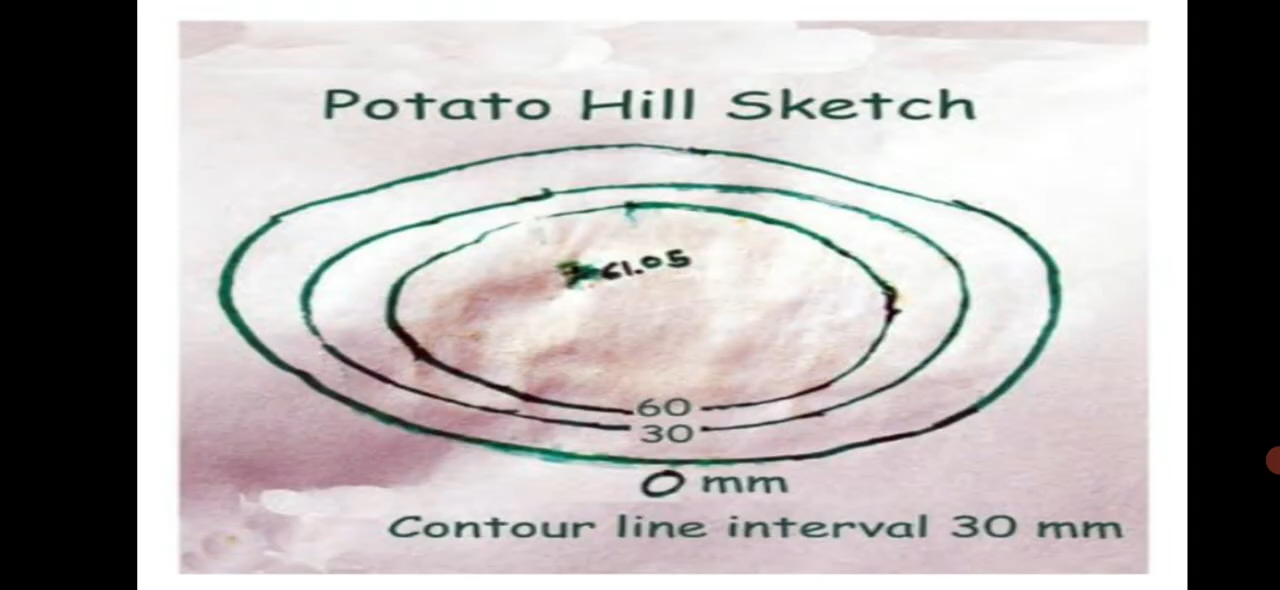 Potato Hill Sketch
61.05
60
30
0 mm
Contour line interval 30 mm